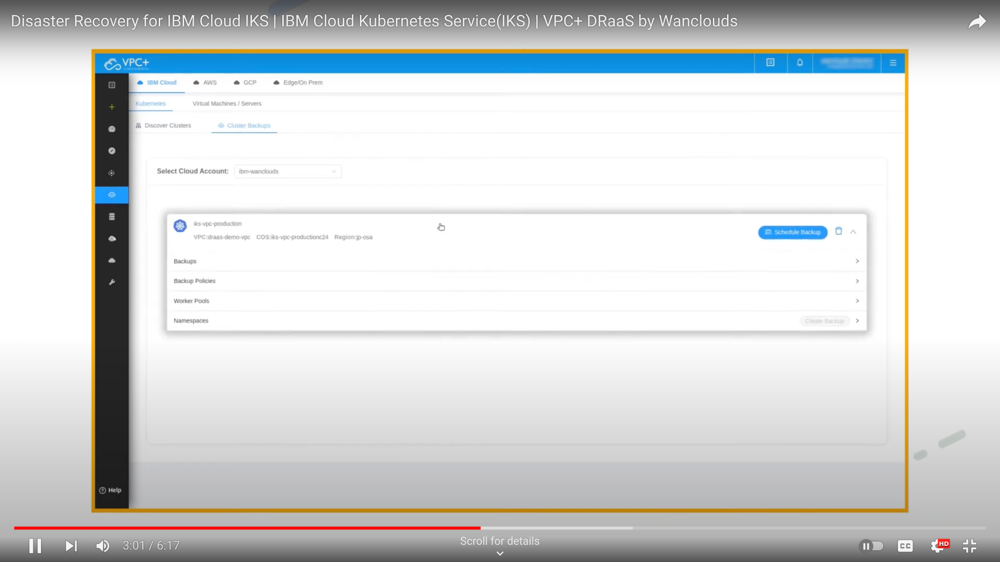 Disaster Recovery for IBM Cloud IKS | IBM Cloud Kubernetes Service(IKS) | VPC+ DRaaS by Wanclouds
VPC+
IBM Cloud AWS GCP Edge/On Prem
Kubernetes Virtual Machines / Servers
Discover Clusters Cluster Backups
Select Cloud Account: ibm-wanclouds
iks-vpc-production
VPC:draas-demo-vpc COS:iks-vpc-productionc24 Region:jp-osa
Schedule Backup
Backups
Backup Policies
Worker Pools
Namespaces Create Backup
Help
3:01 / 6:17
Scroll for details
CC
HD